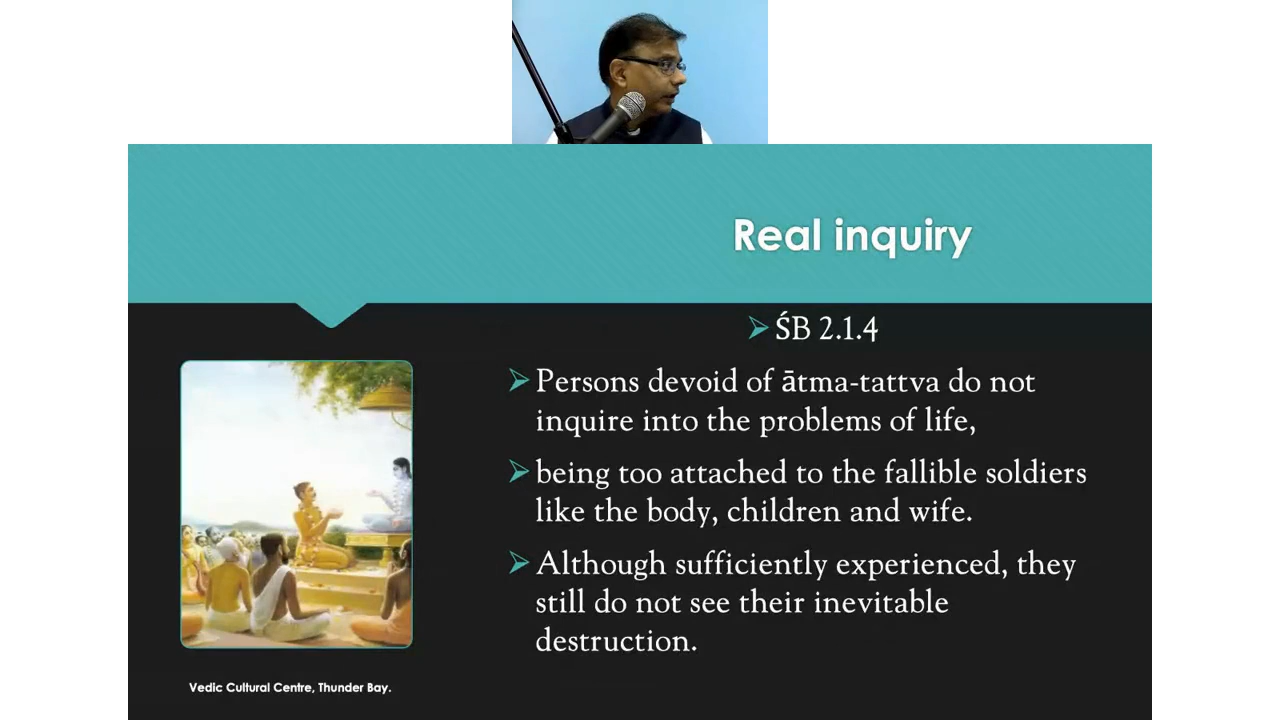 Real inquiry
ŚB 2.1.4
Persons devoid of ātma-tattva do not
inquire into the problems of life,
being too attached to the fallible soldiers
like the body, children and wife.
Although sufficiently experienced, they
still do not see their inevitable
destruction.
Vedic Cultural Centre, Thunder Bay.